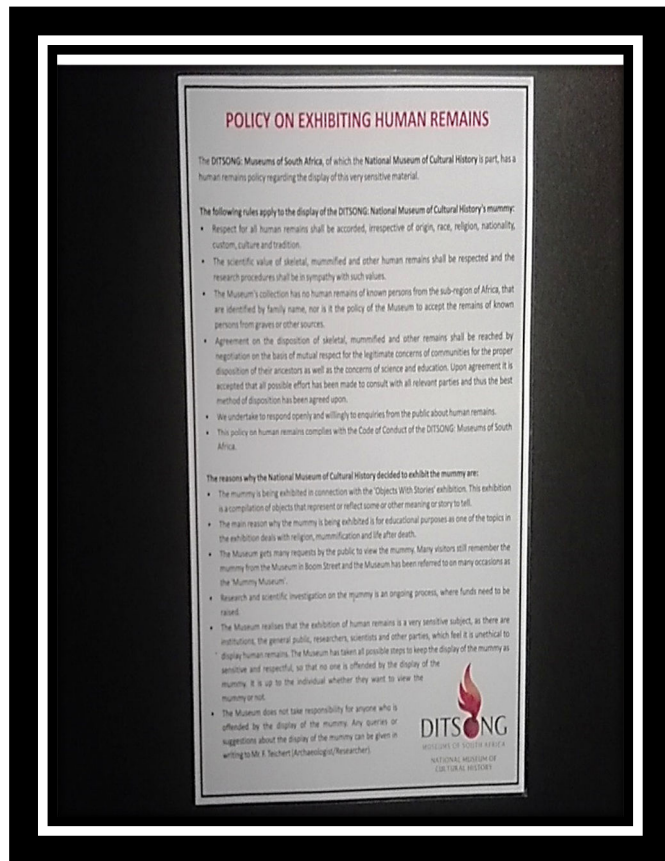 POLICY ON EXHIBITING HUMAN REMAINS
The DITSONG: Museums of South Africa, of which the National Museum of Cultural History is part, has a
human remains policy regarding the display of this very sensitive material.
The following rules apply to the display of the DITSONG: National Museum of Cultural History's mummy:
• Respect for all human remains shall be accorded, irrespective of origin, race, religion, nationality,
custom, culture and tradition.
• The scientific value of skeletal, mummified and other human remains shall be respected and the
research procedures shall be in sympathy with such values.
• The Museum's collection has no human remains of known persons from the sub-region of Africa, that
are identified by family name, nor is it the policy of the Museum to accept the remains of known
persons from graves or other sources.
• Agreement on the disposition of skeletal, mummified and other remains shall be reached by
negotiation on the basis of mutual respect for the legitimate concerns of communities for the proper
disposition of their ancestors as well as the concerns of science and education. Upon agreement it is
accepted that all possible effort has been made to consult with all relevant parties and thus the best
method of disposition has been agreed upon.
• We undertake to respond openly and willingly to enquiries from the public about human remains.
• This policy on human remains complies with the Code of Conduct of the DITSONG: Museums of South
Africa.
The reasons why the National Museum of Cultural History decided to exhibit the mummy are:
• The mummy is being exhibited in connection with the 'Objects With Stories' exhibition. This exhibition
is a compilation of objects that represent or reflect some or other meaning or story to tell.
• The main reason why the mummy is being exhibited is for educational purposes as one of the topics in
the exhibition deals with religion, mummification and life after death.
• The Museum gets many requests by the public to view the mummy. Many visitors still remember the
mummy from the Museum in Boom Street and the Museum has been referred to on many occasions as
the 'Mummy Museum'.
• Research and scientific investigation on the mummy is an ongoing process, where funds need to be
raised.
• The Museum realises that the exhibition of human remains is a very sensitive subject, as there are
institutions, the general public, researchers, scientists and other parties, which feel it is unethical to
display human remains. The Museum has taken all possible steps to keep the display of the mummy as
sensitive and respectful, so that no one is offended by the display of the
mummy. It is up to the individual whether they want to view the
mummy or not.
• The Museum does not take responsibility for anyone who is
offended by the display of the mummy. Any queries or
suggestions about the display of the mummy can be given in
writing to Mr. F. Teichert (Archaeologist/Researcher).
DITSONG
MUSEUMS OF SOUTH AFRICA
NATIONAL MUSEUM OF
CULTURAL HISTORY